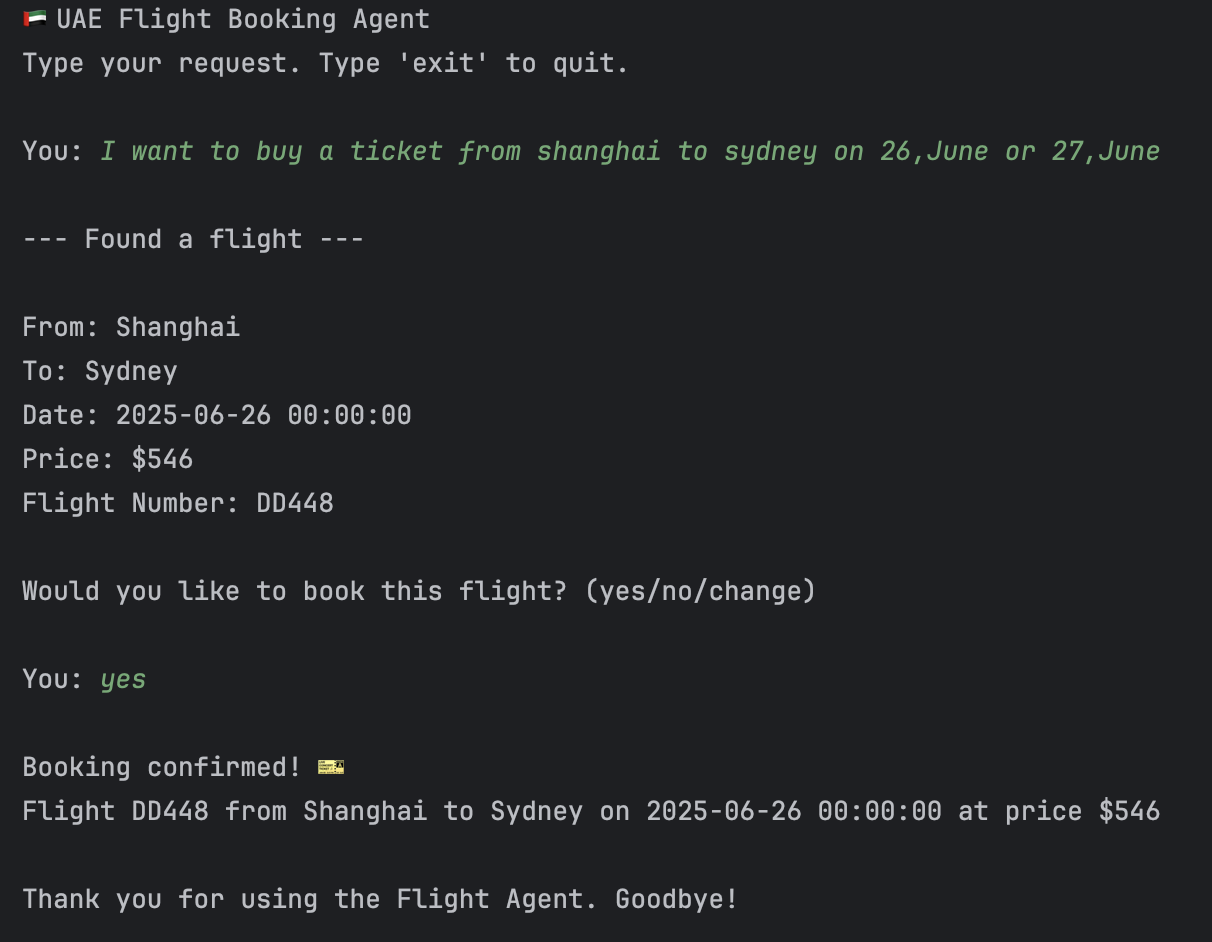 🇦🇪 UAE Flight Booking Agent
Type your request. Type 'exit' to quit.
You: I want to buy a ticket from shanghai to sydney on 26,June or 27,June
--- Found a flight ---
From: Shanghai
To: Sydney
Date: 2025-06-26 00:00:00
Price: $546
Flight Number: DD448
Would you like to book this flight? (yes/no/change)
You: yes
Booking confirmed! 🎫
Flight DD448 from Shanghai to Sydney on 2025-06-26 00:00:00 at price $546
Thank you for using the Flight Agent. Goodbye!